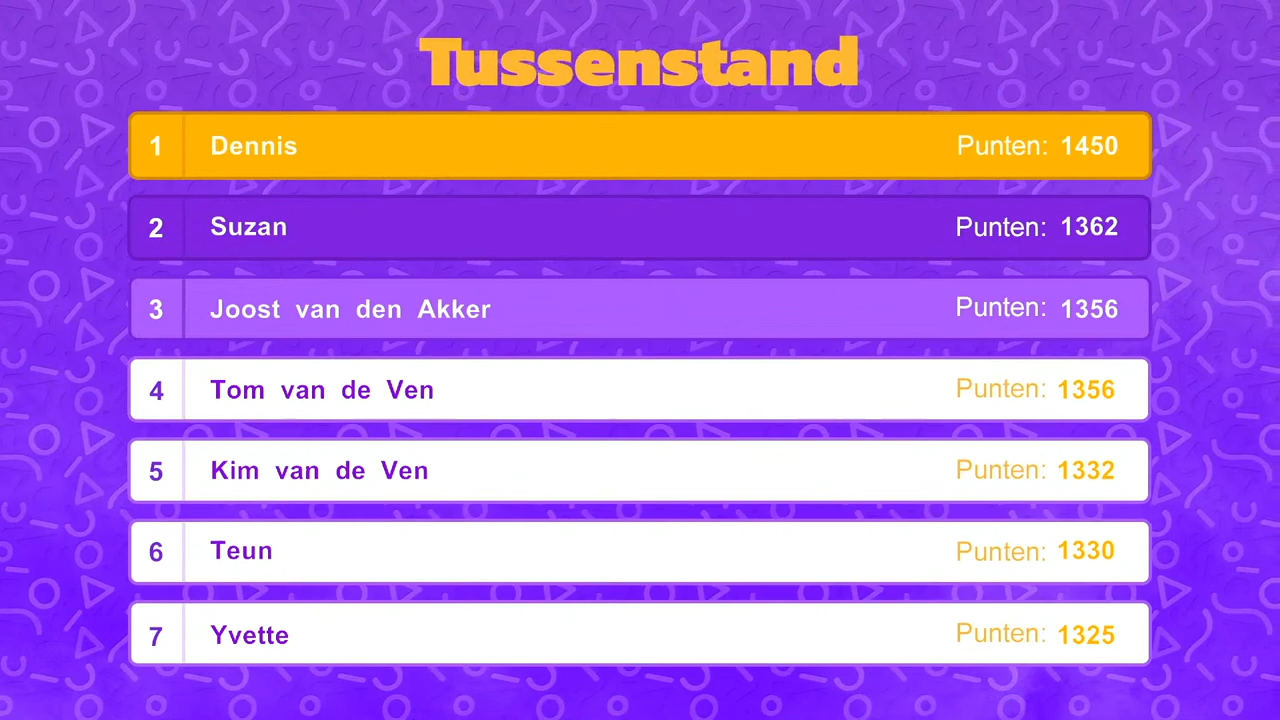 Tussenstand
1 Dennis Punten: 1450
2 Suzan Punten: 1362
3 Joost van den Akker Punten: 1356
4 Tom van de Ven Punten: 1356
5 Kim van de Ven Punten: 1332
6 Teun Punten: 1330
7 Yvette Punten: 1325